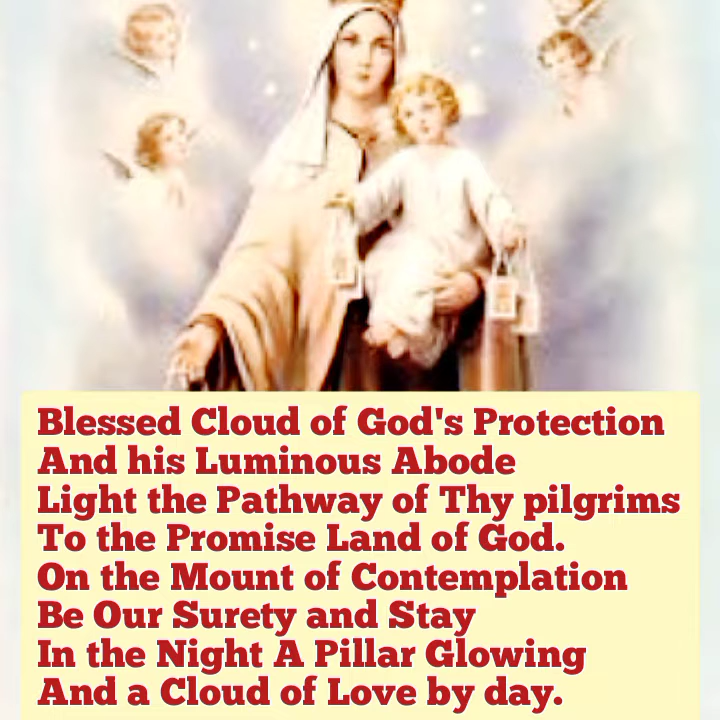 Blessed Cloud of God's Protection
And his Luminous Abode
Light the Pathway of Thy pilgrims
To the Promise Land of God.
On the Mount of Contemplation
Be Our Surety and Stay
In the Night A Pillar Glowing
And a Cloud of Love by day.